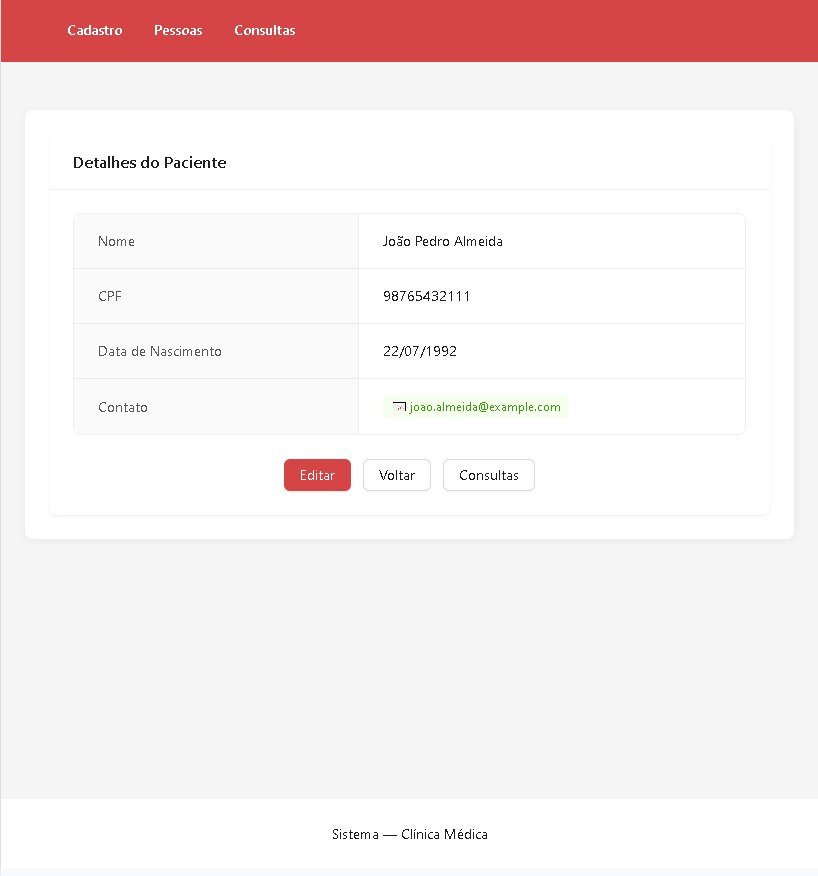 Cadastro Pessoas Consultas
Detalhes do Paciente
Nome João Pedro Almeida
CPF 98765432111
Data de Nascimento 22/07/1992
Contato joao.almeida@example.com
Editar Voltar Consultas
Sistema — Clínica Médica